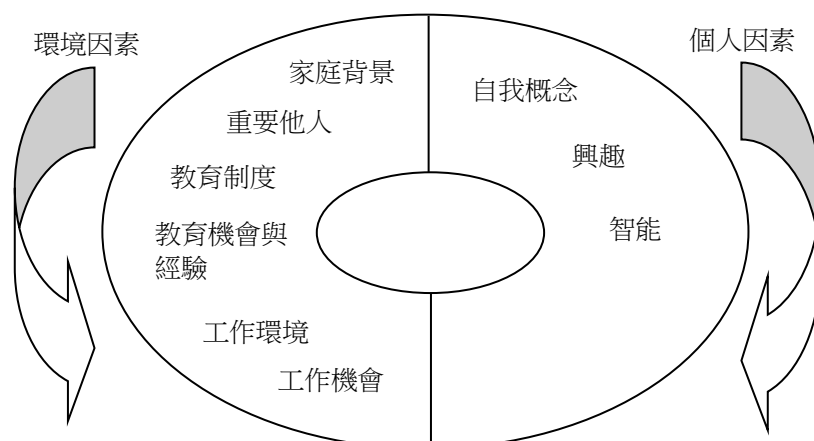 環境因素
個人因素
家庭背景
自我概念
重要他人
興趣
教育制度
智能
教育機會與
經驗
工作環境
工作機會